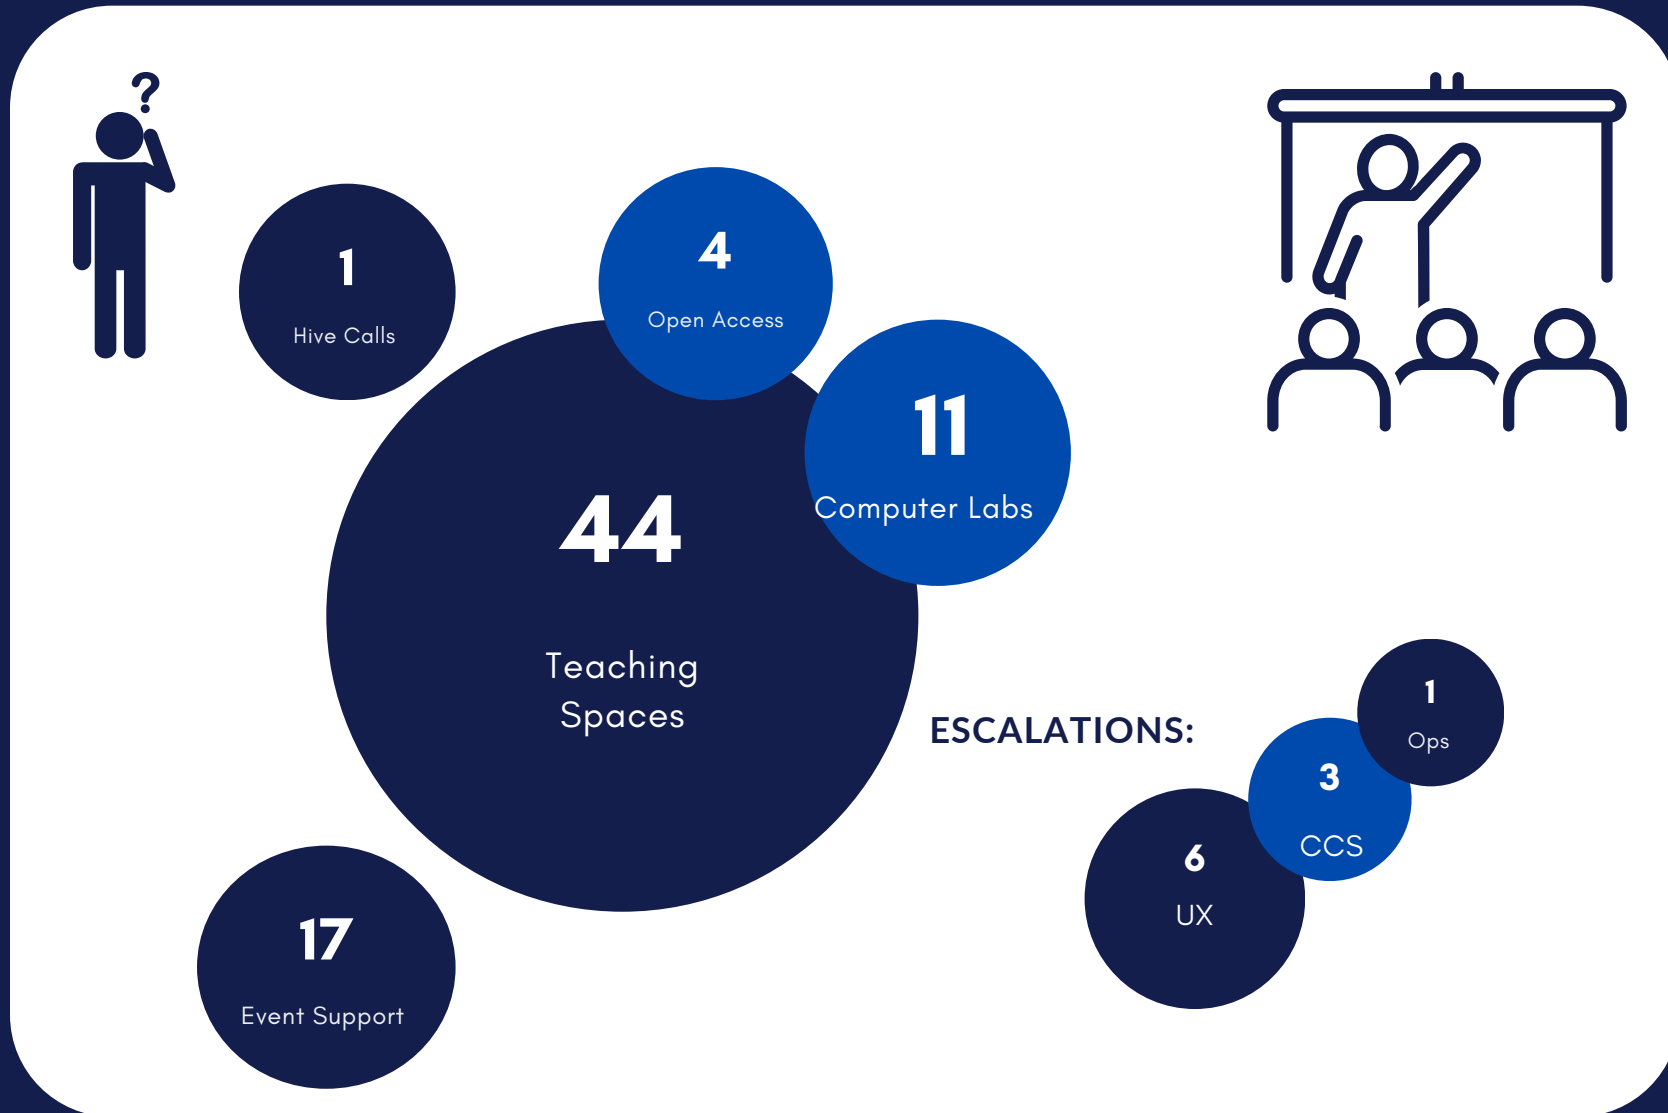 ?
1
Hive Calls
4
Open Access
11
Computer Labs
44
Teaching
Spaces
17
Event Support
ESCALATIONS:
1
Ops
3
CCS
6
UX